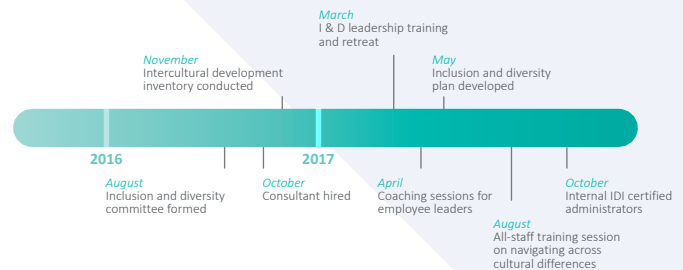 March
I & D leadership training
and retreat
November
Intercultural development
inventory conducted
May
Inclusion and diversity
plan developed
2016
2017
August
Inclusion and diversity
committee formed
October
Consultant hired
April
Coaching sessions for
employee leaders
October
Internal IDI certified
administrators
August
All-staff training session
on navigating across
cultural differences